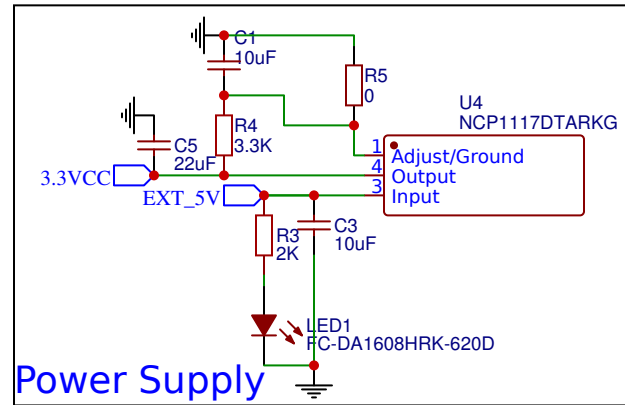 C1
10uF
R5
0
U4
NCP1117DTARKG
C5
22uF
R4
3.3K
1
Adjust/Ground
4
Output
3
Input
3.3VCC
EXT_5V
R3
2K
C3
10uF
LED1
FC-DA1608HRK-620D
Power Supply